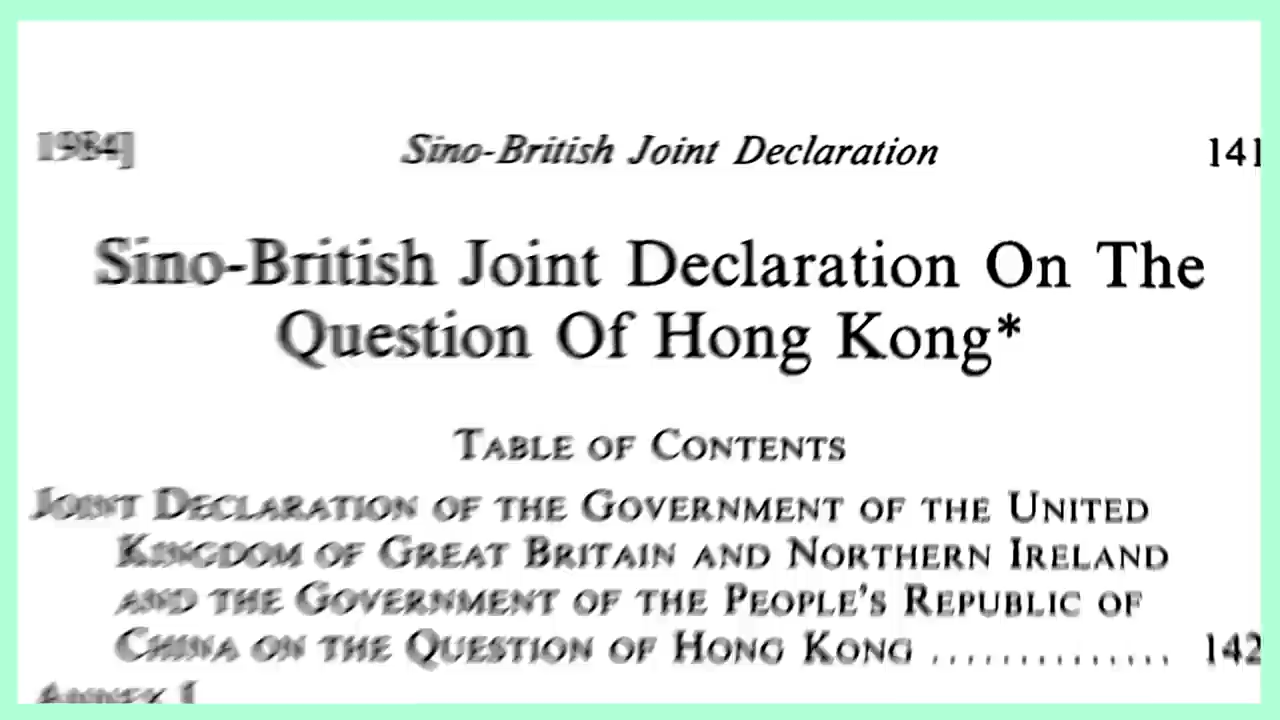 1984] Sino-British Joint Declaration 141
Sino-British Joint Declaration On The
Question Of Hong Kong*
TABLE OF CONTENTS
JOINT DECLARATION OF THE GOVERNMENT OF THE UNITED
KINGDOM OF GREAT BRITAIN AND NORTHERN IRELAND
AND THE GOVERNMENT OF THE PEOPLE'S REPUBLIC OF
CHINA ON THE QUESTION OF HONG KONG .............. 142
ANNEX I